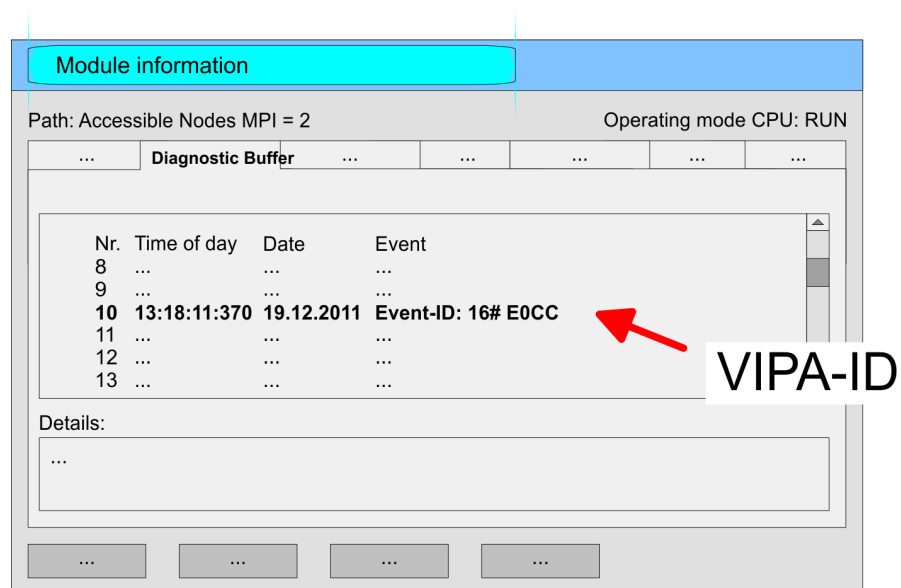 Module information
Path: Accessible Nodes MPI = 2 Operating mode CPU: RUN
... Diagnostic Buffer ... ... ... ... ...
Nr. Time of day Date Event
8 ... ... ...
9 ... ... ...
10 13:18:11:370 19.12.2011 Event-ID: 16# E0CC
11 ... ... ...
12 ... ... ...
13 ... ... ...
VIPA-ID
Details:
...
... ... ... ...